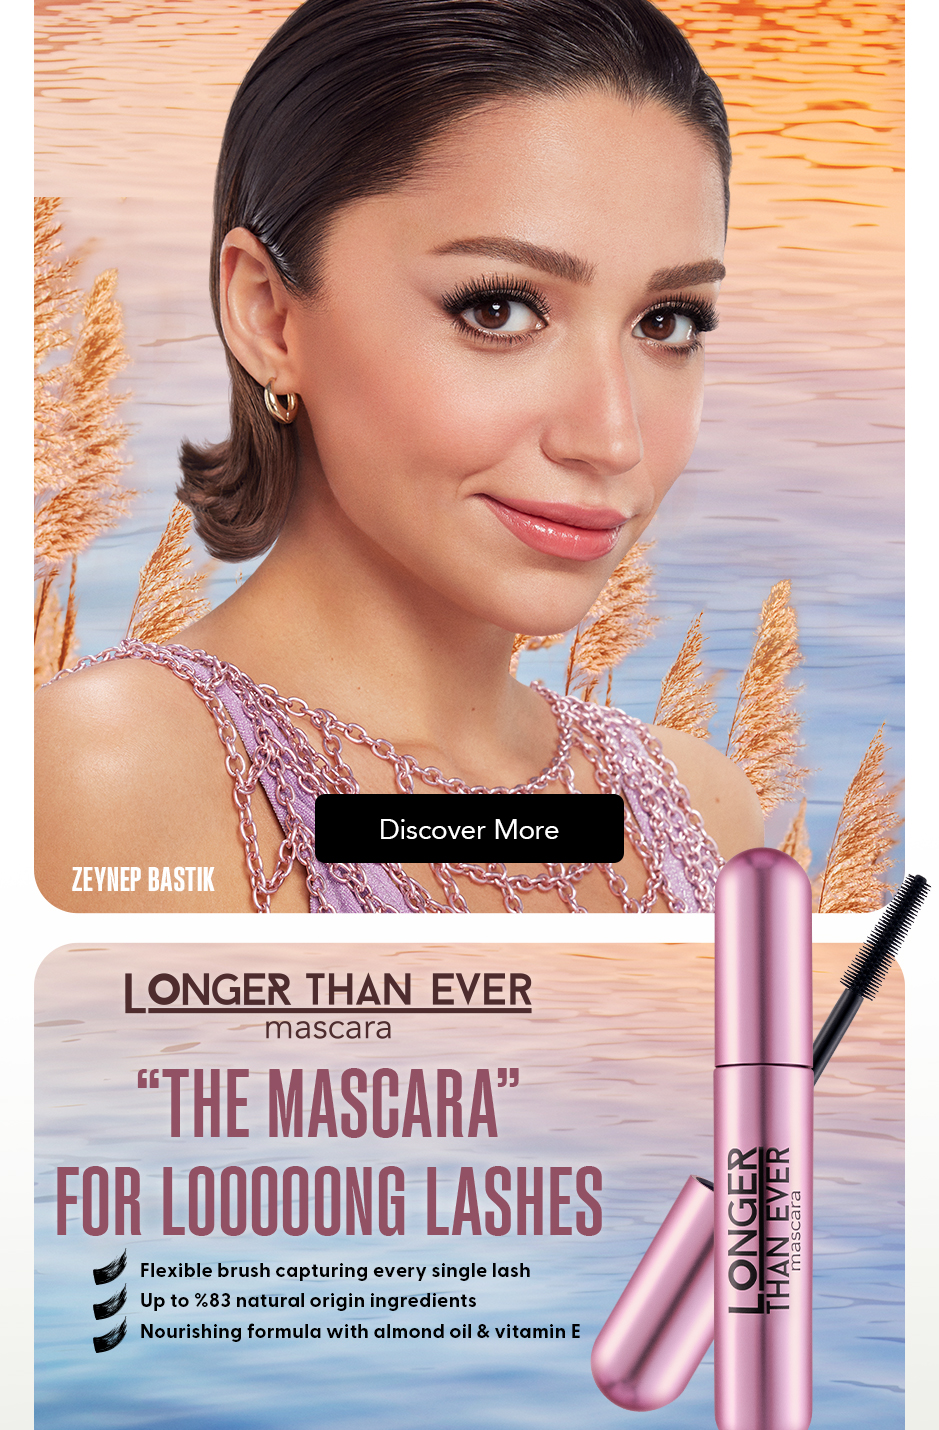 Discover More
ZEYNEP BASTIK
LONGER THAN EVER
mascara
“THE MASCARA”
FOR LOOOOONG LASHES
Flexible brush capturing every single lash
Up to %83 natural origin ingredients
Nourishing formula with almond oil & vitamin E
LONGER
THAN EVER
mascara